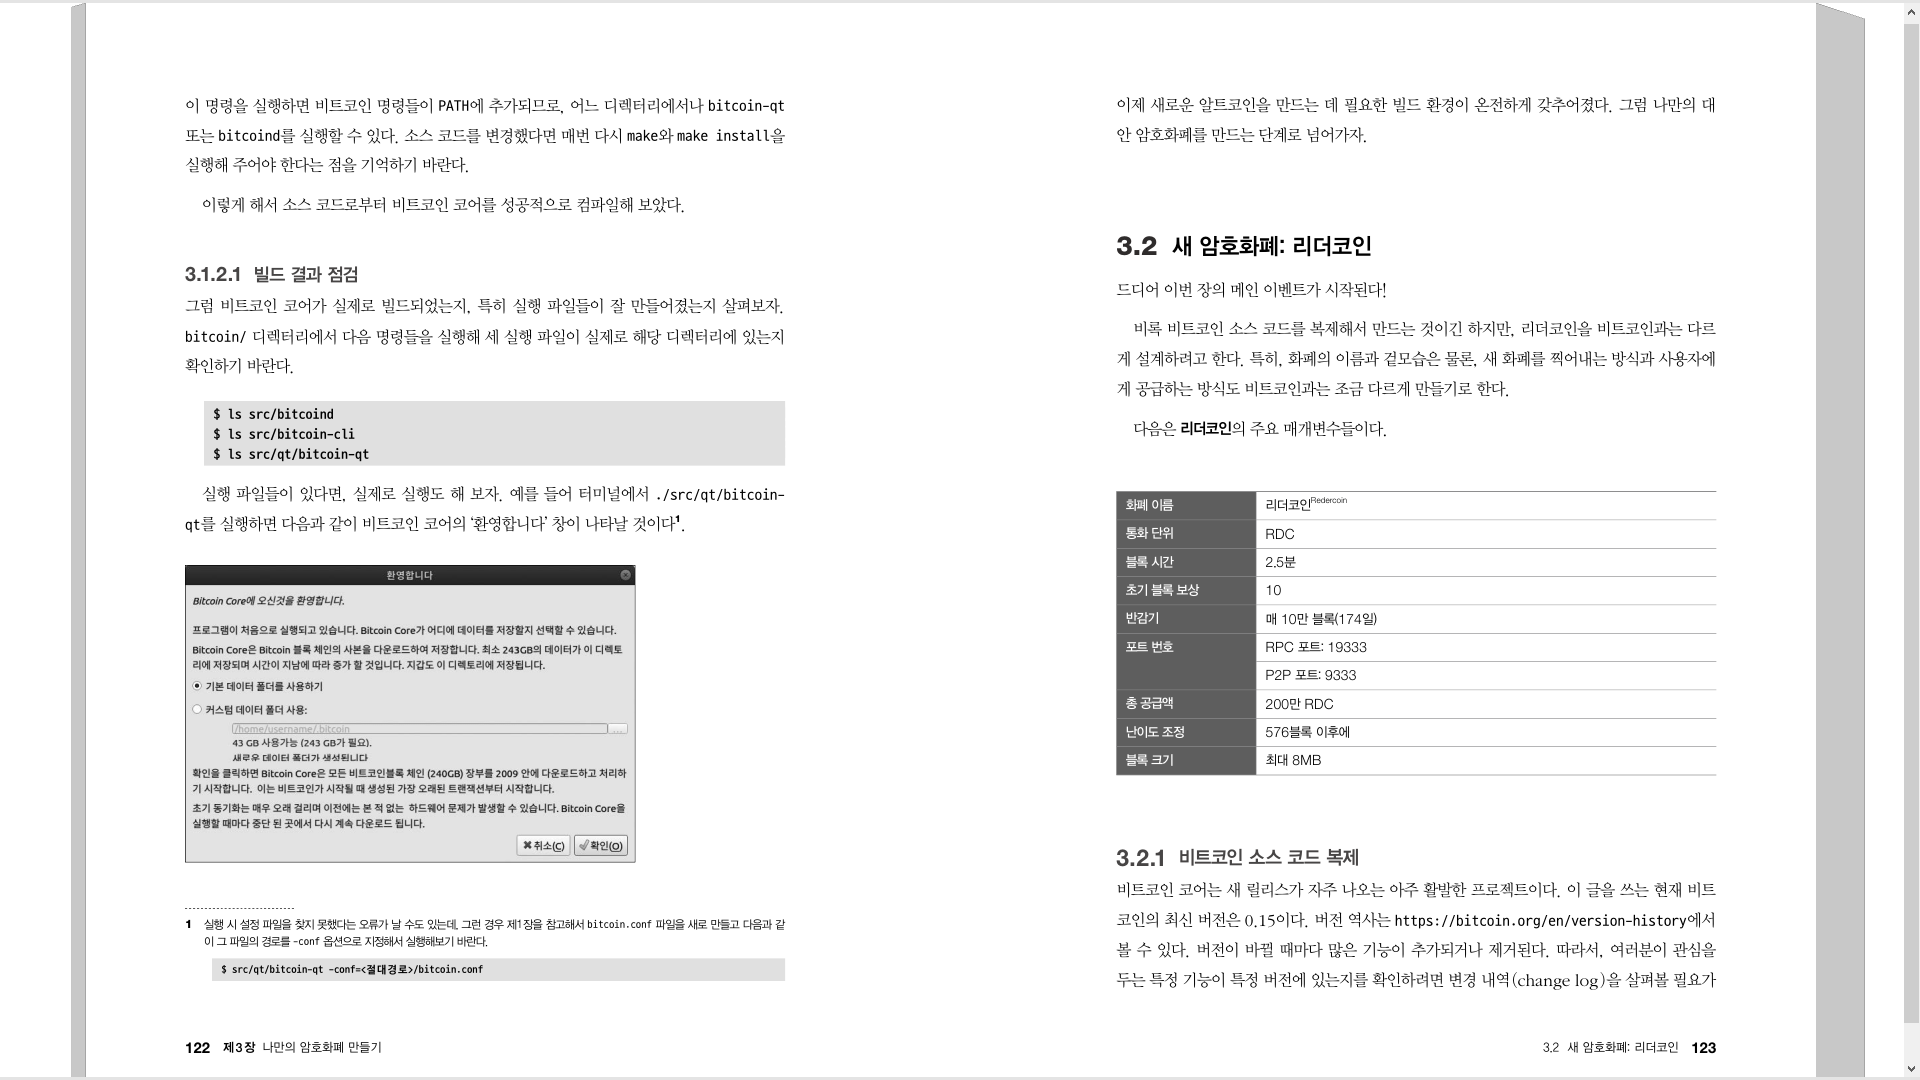 이 명령을 실행하면 비트코인 명령들이 PATH에 추가되므로, 어느 디렉터리에서나 bitcoin-qt
또는 bitcoind를 실행할 수 있다. 소스 코드를 변경했다면 매번 다시 make와 make install을
실행해 주어야 한다는 점을 기억하기 바란다.
이렇게 해서 소스 코드로부터 비트코인 코어를 성공적으로 컴파일해 보았다.
3.1.2.1 빌드 결과 점검
그럼 비트코인 코어가 실제로 빌드되었는지, 특히 실행 파일들이 잘 만들어졌는지 살펴보자.
bitcoin/ 디렉터리에서 다음 명령들을 실행해 세 실행 파일이 실제로 해당 디렉터리에 있는지
확인하기 바란다.
$ ls src/bitcoind
$ ls src/bitcoin-cli
$ ls src/qt/bitcoin-qt
실행 파일들이 있다면, 실제로 실행도 해 보자. 예를 들어 터미널에서 ./src/qt/bitcoin-
qt를 실행하면 다음과 같이 비트코인 코어의 ‘환영합니다’ 창이 나타날 것이다1.
환영합니다
Bitcoin Core에 오신것을 환영합니다.
프로그램이 처음으로 실행되고 있습니다. Bitcoin Core가 어디에 데이터를 저장할지 선택할 수 있습니다.
Bitcoin Core은 Bitcoin 블록 체인의 사본을 다운로드하여 저장합니다. 최소 243GB의 데이터가 이 디렉토
리에 저장되며 시간이 지남에 따라 증가 할 것입니다. 지갑도 이 디렉토리에 저장됩니다.
기본 데이터 폴더를 사용하기
커스텀 데이터 폴더 사용:
/home/username/.bitcoin
...
43 GB 사용가능 (243 GB가 필요).
새로운 데이터 폴더가 생성됩니다
확인을 클릭하면 Bitcoin Core은 모든 비트코인블록 체인 (240GB) 장부를 2009 안에 다운로드하고 처리하
기 시작합니다. 이는 비트코인가 시작될 때 생성된 가장 오래된 트랜잭션부터 시작합니다.
초기 동기화는 매우 오래 걸리며 이전에는 본 적 없는 하드웨어 문제가 발생할 수 있습니다. Bitcoin Core을
실행할 때마다 중단 된 곳에서 다시 계속 다운로드 됩니다.
취소(C) 확인(O)
1 실행 시 설정 파일을 찾지 못했다는 오류가 날 수도 있는데, 그런 경우 제1장을 참고해서 bitcoin.conf 파일을 새로 만들고 다음과 같
이 그 파일의 경로를 -conf 옵션으로 지정해서 실행해보기 바란다.
$ src/qt/bitcoin-qt -conf=<절대경로>/bitcoin.conf
122 제3장 나만의 암호화폐 만들기
이제 새로운 알트코인을 만드는 데 필요한 빌드 환경이 온전하게 갖추어졌다. 그럼 나만의 대
안 암호화폐를 만드는 단계로 넘어가자.
3.2 새 암호화폐: 리더코인
드디어 이번 장의 메인 이벤트가 시작된다!
비록 비트코인 소스 코드를 복제해서 만드는 것이긴 하지만, 리더코인을 비트코인과는 다르
게 설계하려고 한다. 특히, 화폐의 이름과 겉모습은 물론, 새 화폐를 찍어내는 방식과 사용자에
게 공급하는 방식도 비트코인과는 조금 다르게 만들기로 한다.
다음은 리더코인의 주요 매개변수들이다.
화폐 이름 리더코인Redercoin
통화 단위 RDC
블록 시간 2.5분
초기 블록 보상 10
반감기 매 10만 블록(174일)
포트 번호 RPC 포트: 19333
P2P 포트: 9333
총 공급액 200만 RDC
난이도 조정 576블록 이후에
블록 크기 최대 8MB
3.2.1 비트코인 소스 코드 복제
비트코인 코어는 새 릴리스가 자주 나오는 아주 활발한 프로젝트이다. 이 글을 쓰는 현재 비트
코인의 최신 버전은 0.15이다. 버전 역사는 https://bitcoin.org/en/version-history에서
볼 수 있다. 버전이 바뀔 때마다 많은 기능이 추가되거나 제거된다. 따라서, 여러분이 관심을
두는 특정 기능이 특정 버전에 있는지를 확인하려면 변경 내역(change log)을 살펴볼 필요가
3.2 새 암호화폐: 리더코인 123